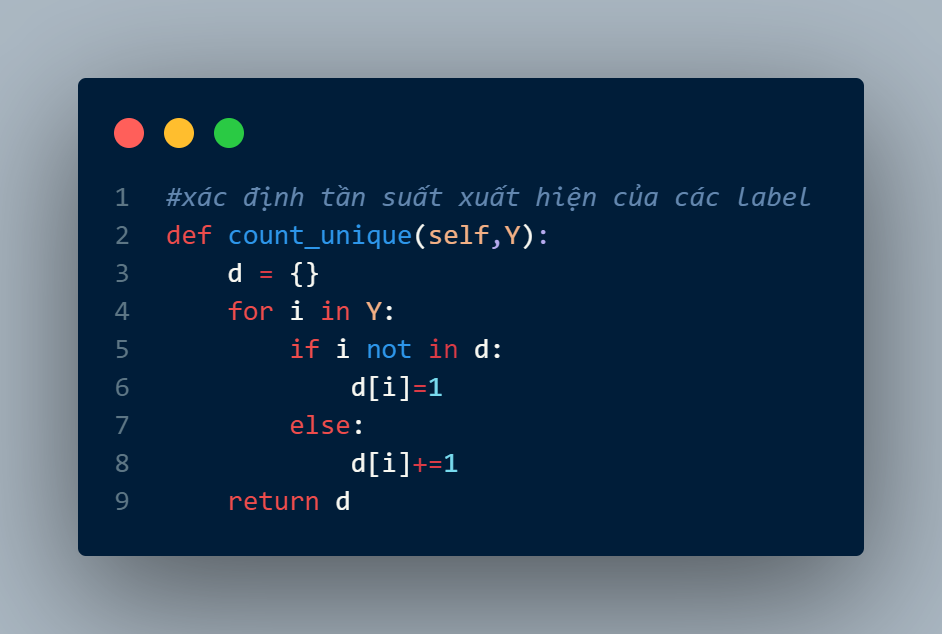 1 #xác định tần suất xuất hiện của các label
2 def count_unique(self,Y):
3     d = {}
4     for i in Y:
5         if i not in d:
6             d[i]=1
7         else:
8             d[i]+=1
9     return d